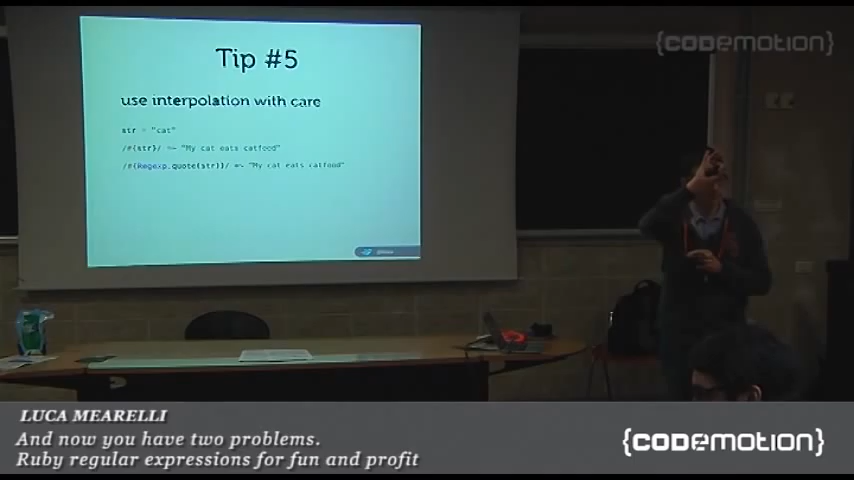 Tip #5
use interpolation with care
str = "cat"
/#{str}/ =~ "My cat eats catfood"
/#{Regexp.quote(str)}/ =~ "My cat eats catfood"
{CODEMOTION}
LUCA MEARELLI
And now you have two problems.
Ruby regular expressions for fun and profit
{CODEMOTION}